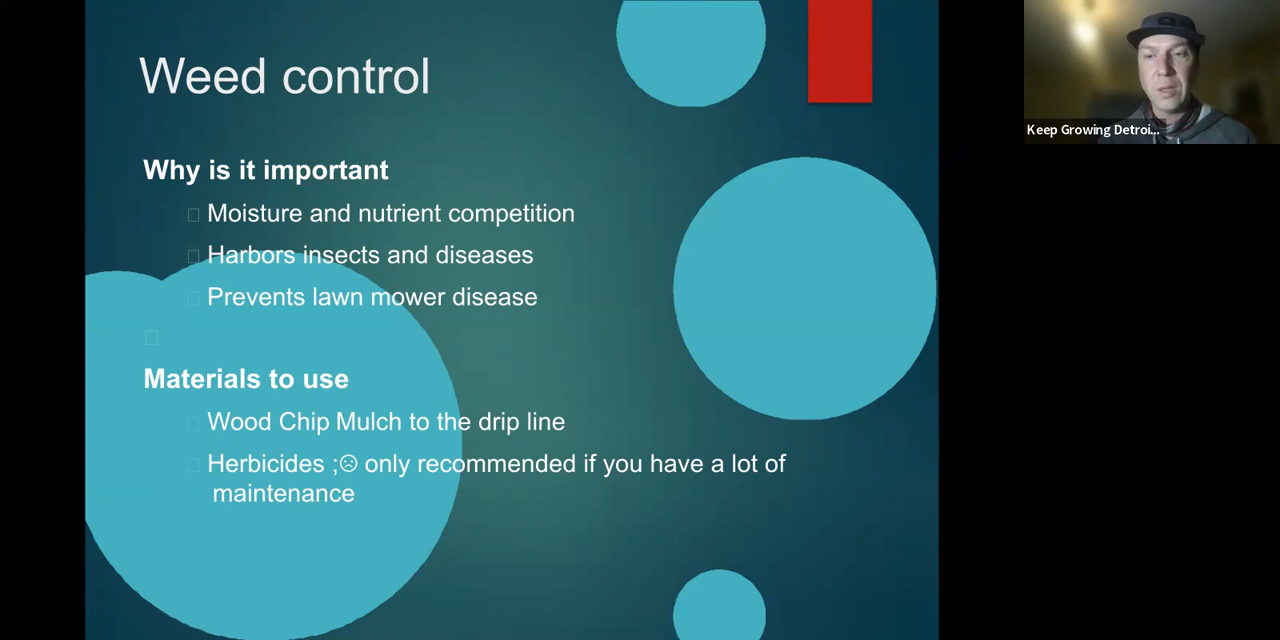 Weed control
Why is it important
Moisture and nutrient competition
Harbors insects and diseases
Prevents lawn mower disease
Materials to use
Wood Chip Mulch to the drip line
Herbicides ;☹ only recommended if you have a lot of
maintenance
Keep Growing Detroi...